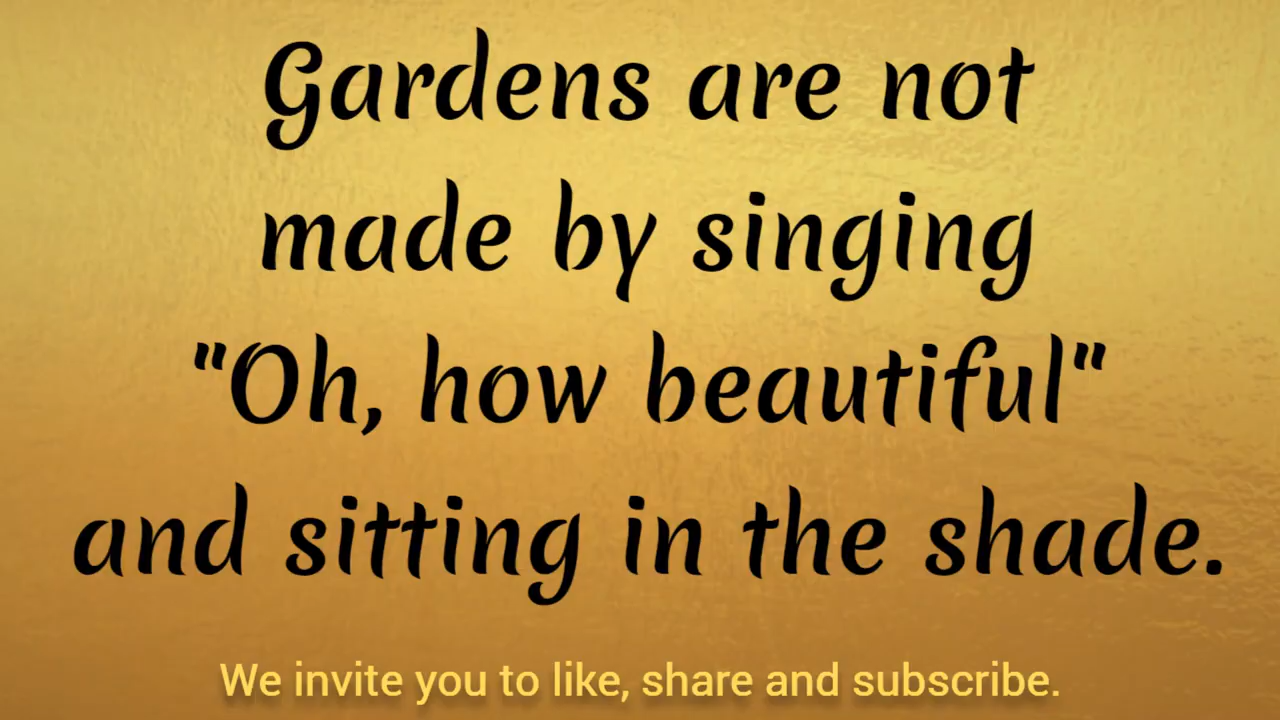 Gardens are not
made by singing
"Oh, how beautiful"
and sitting in the shade.
We invite you to like, share and subscribe.